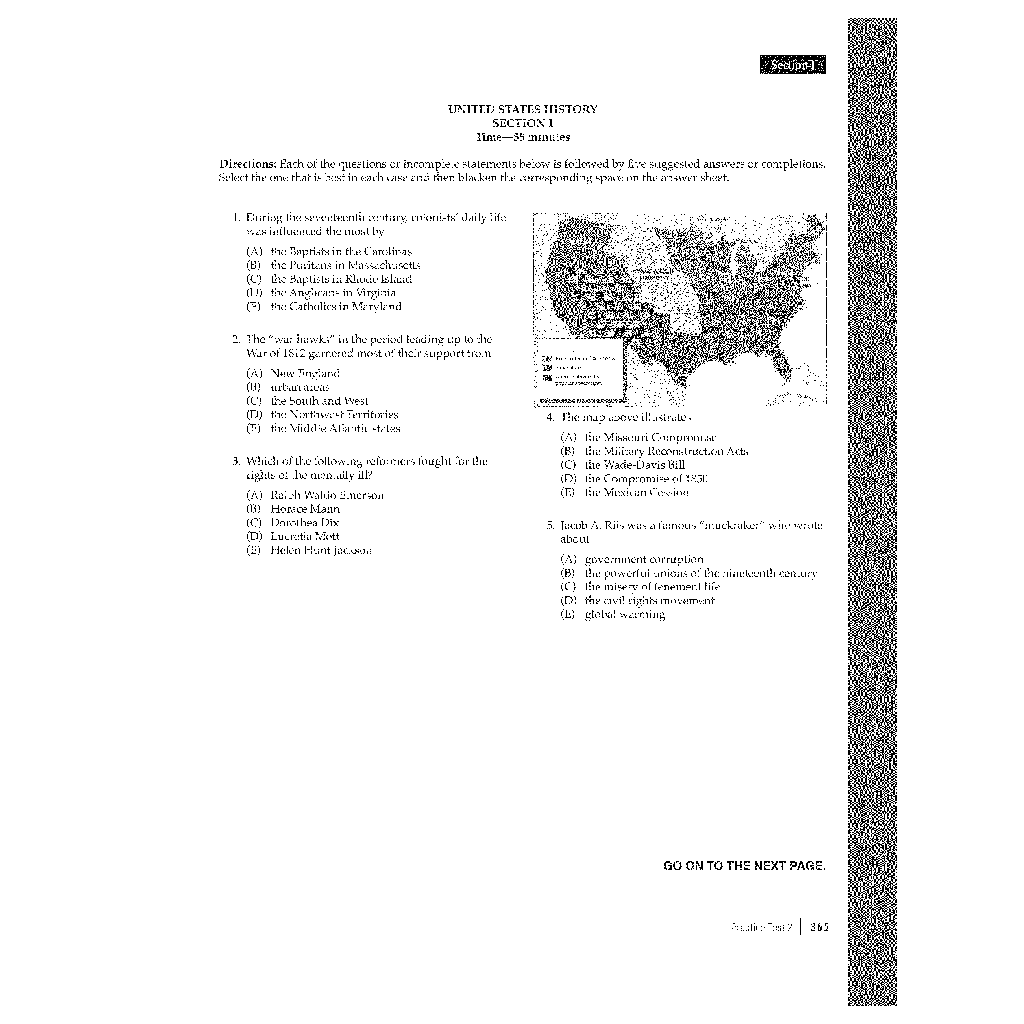 Section I
UNITED STATES HISTORY
SECTION I
Time—55 minutes
Directions: Each of the questions or incomplete statements below is followed by five suggested answers or completions.
Select the one that is best in each case and then blacken the corresponding space on the answer sheet.
1. During the seventeenth century, colonists' daily life
was influenced the most by
(A) the Baptists in the Carolinas
(B) the Puritans in Massachusetts
(C) the Baptists in Rhode Island
(D) the Anglicans in Virginia
(E) the Catholics in Maryland
2. The "war hawks" in the period leading up to the
War of 1812 garnered most of their support from
(A) New England
(B) urban areas
(C) the South and West
(D) the Northwest Territories
(E) the Middle Atlantic states
3. Which of the following reformers fought for the
rights of the mentally ill?
(A) Ralph Waldo Emerson
(B) Horace Mann
(C) Dorothea Dix
(D) Lucretia Mott
(E) Helen Hunt Jackson
4. The map above illustrates
(A) the Missouri Compromise
(B) the Military Reconstruction Acts
(C) the Wade-Davis Bill
(D) the Compromise of 1850
(E) the Mexican Cession
5. Jacob A. Riis was a famous "muckraker" who wrote
about
(A) government corruption
(B) the powerful unions of the nineteenth century
(C) the misery of tenement life
(D) the civil rights movement
(E) global warming
GO ON TO THE NEXT PAGE.
Practice Test 2 | 365